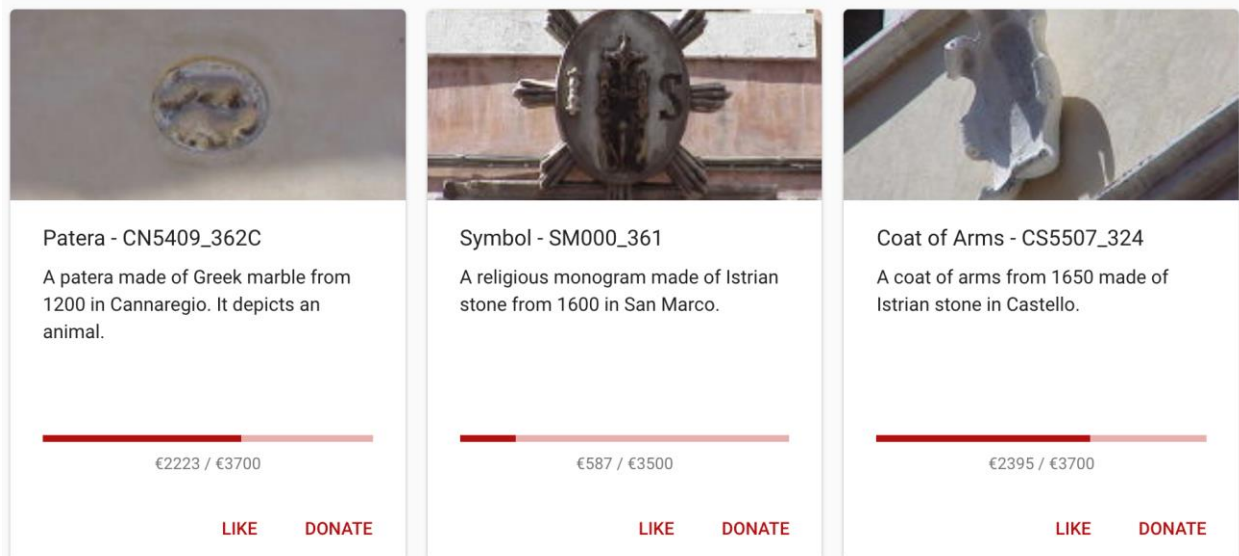 I S
Patera - CN5409_362C
A patera made of Greek marble from
1200 in Cannaregio. It depicts an
animal.
€2223 / €3700
LIKE DONATE
Symbol - SM000_361
A religious monogram made of Istrian
stone from 1600 in San Marco.
€587 / €3500
LIKE DONATE
Coat of Arms - CS5507_324
A coat of arms from 1650 made of
Istrian stone in Castello.
€2395 / €3700
LIKE DONATE